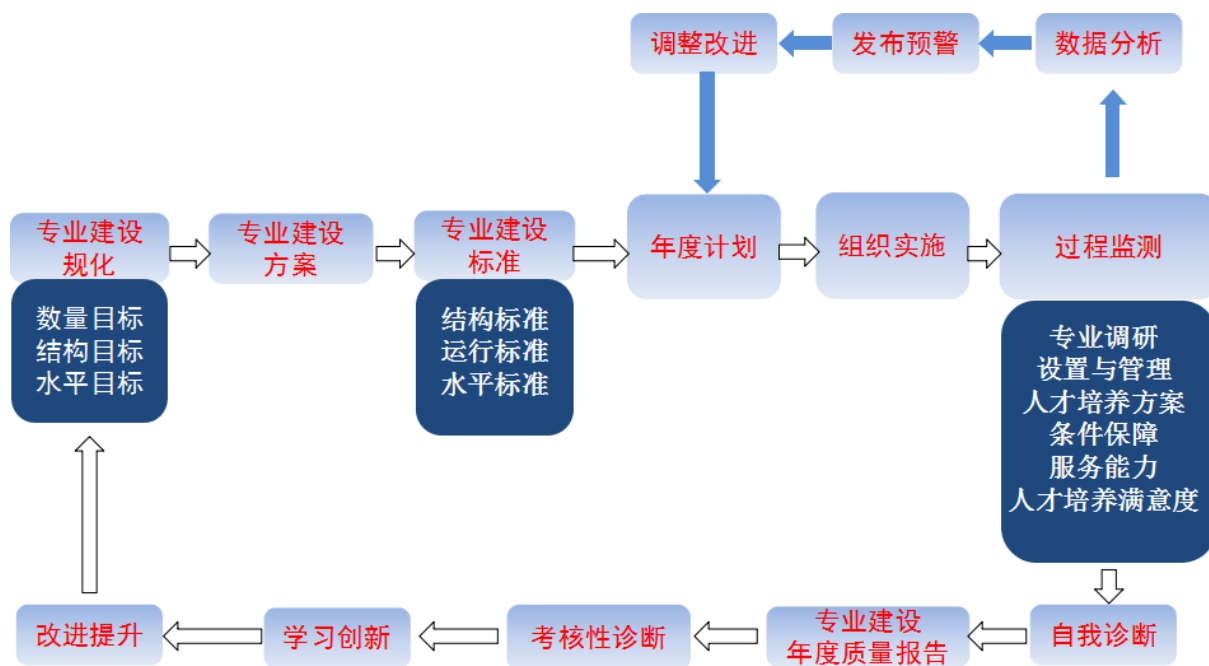 调整改进
发布预警
数据分析
专业建设
规化
专业建设
方案
专业建设
标准
年度计划
组织实施
过程监测
数量目标
结构目标
水平目标
结构标准
运行标准
水平标准
专业调研
设置与管理
人才培养方案
条件保障
服务能力
人才培养满意度
改进提升
学习创新
考核性诊断
专业建设
年度质量报告
自我诊断